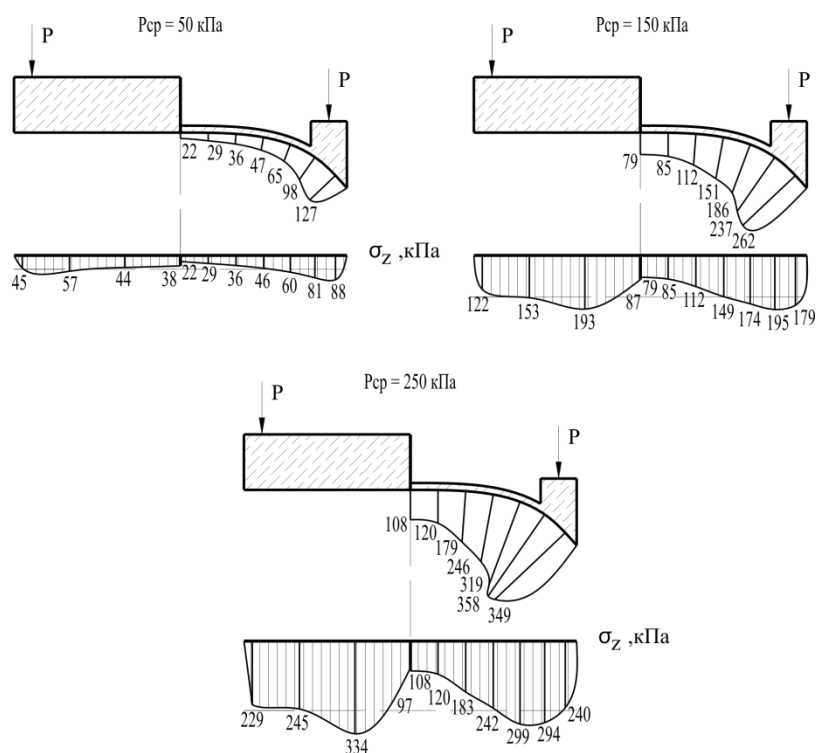 Pср = 50 кПа
P
P
22 29 36 47 65 98 127
σz ,кПа
45 57 44 38 22 29 36 46 60 81 88
Pср = 150 кПа
P
P
79 85 112 151 186 237 262
122 153 193 87 79 85 112 149 174 195 179
Pср = 250 кПа
P
P
108 120 179 246 319 358 349
σz ,кПа
229 245 334 97 108 120 183 242 299 294 240